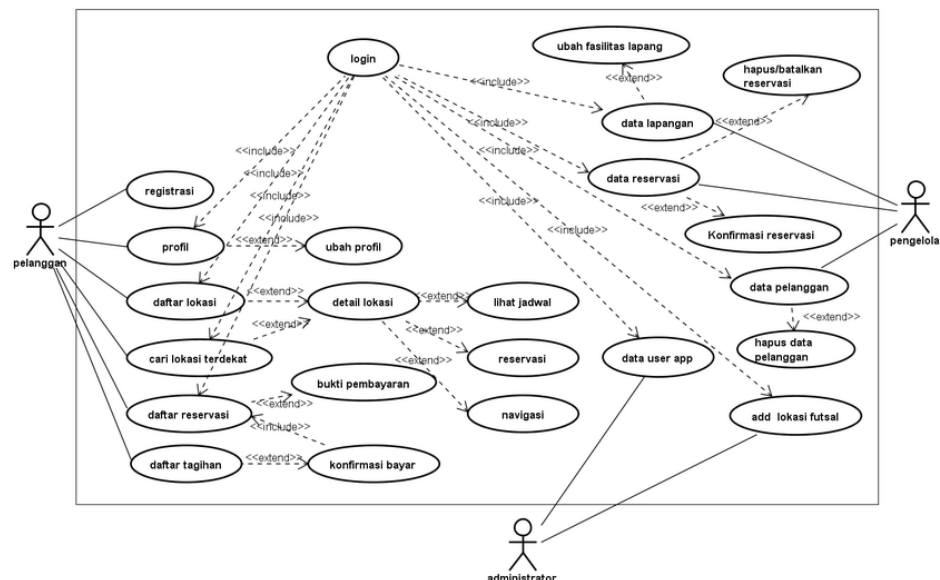 login
ubah fasilitas lapang
hapus/batalkan
reservasi
<<include>>
<<extend>>
data lapangan
<<include>>
<<extend>>
<<include>>
<<include>>
<<include>>
data reservasi
registrasi
<<include>>
<<include>>
<<include>>
<<extend>>
pelanggan
profil
<<include>>
<<extend>>
ubah profil
<<include>>
Konfirmasi reservasi
pengelola
daftar lokasi
<<extend>>
detail lokasi
<<extend>>
lihat jadwal
data pelanggan
<<extend>>
cari lokasi terdekat
<<extend>>
<<extend>>
reservasi
data user app
hapus data
pelanggan
bukti pembayaran
<<extend>>
daftar reservasi
<<extend>>
navigasi
add lokasi futsal
<<include>>
daftar tagihan
<<extend>>
konfirmasi bayar
administrator